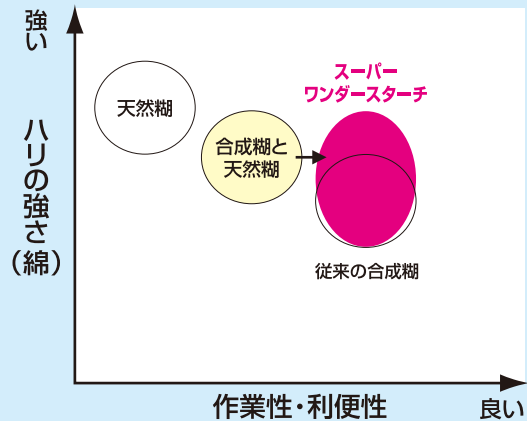 強い
ハリの強さ(綿)
天然糊
合成糊と
天然糊
スーパー
ワンダースターチ
従来の合成糊
作業性・利便性
良い